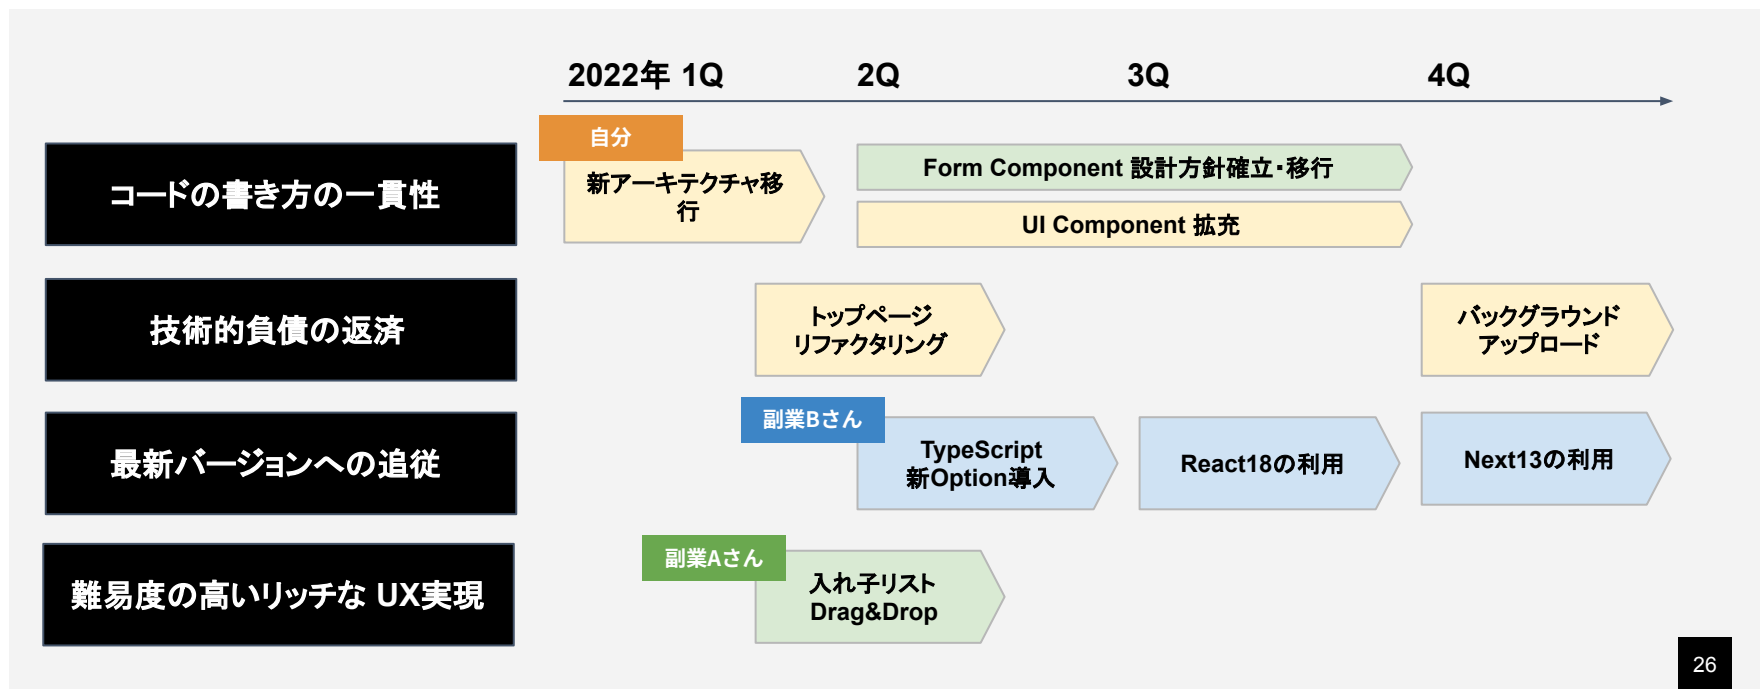 2022年 1Q
2Q
3Q
4Q
自分
コードの書き方の一貫性
新アーキテクチャ移
行
Form Component 設計方針確立・移行
UI Component 拡充
技術的負債の返済
トップページ
リファクタリング
バックグラウンド
アップロード
副業Bさん
最新バージョンへの追従
TypeScript
新Option導入
React18の利用
Next13の利用
副業Aさん
難易度の高いリッチな UX実現
入れ子リスト
Drag&Drop
26